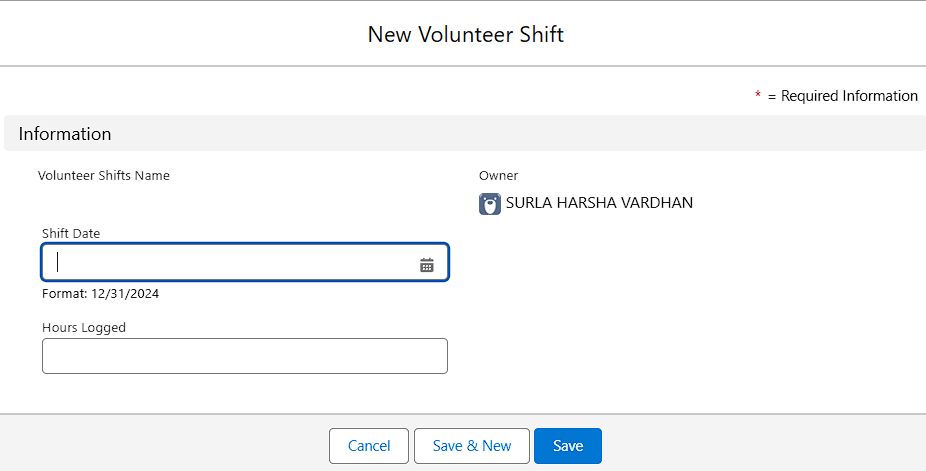 New Volunteer Shift
* = Required Information
Information
Volunteer Shifts Name
Owner
SURLA HARSHA VARDHAN
Shift Date
Format: 12/31/2024
Hours Logged
Cancel
Save & New
Save